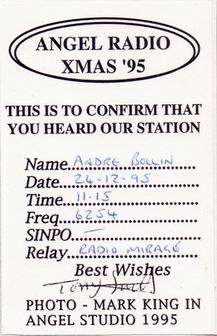 ANGEL RADIO
XMAS '95
THIS IS TO CONFIRM THAT
YOU HEARD OUR STATION
Name..ANDRE BOLLIN
Date...24-12-95
Time....11:15
Freq....6254
SINPO..—
Relay..RADIO MIRAGE
Best Wishes
Tony
PHOTO - MARK KING IN
ANGEL STUDIO 1995